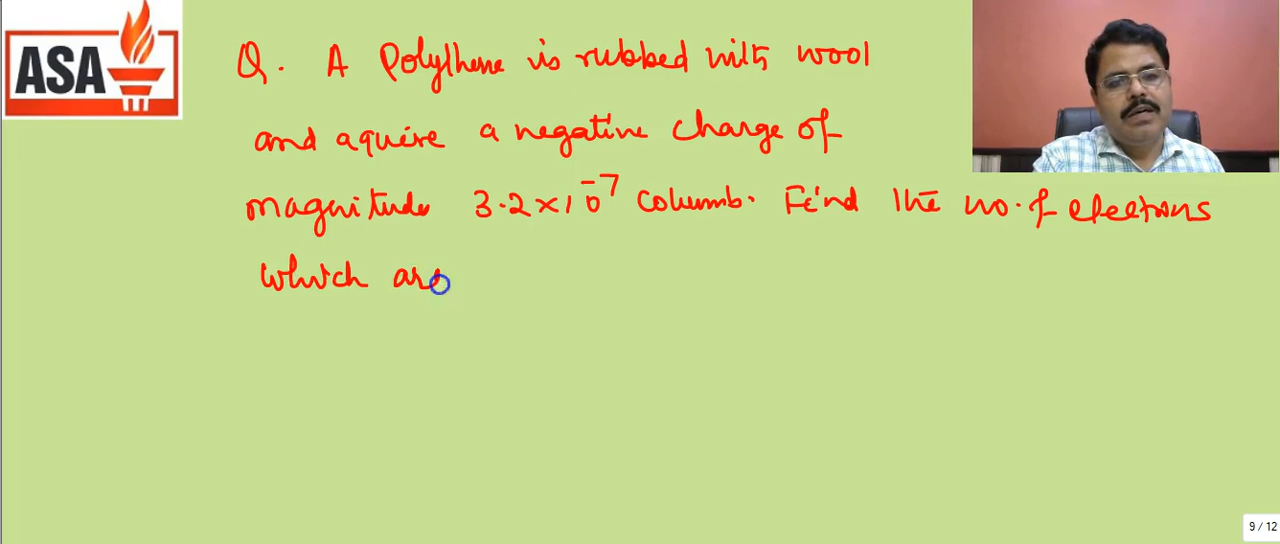 ASA
Q. A Polythene is rubbed with wool
and aquire a negative charge of
magnitude 3.2×10⁻⁷ Columb. Find the no. of electrons
which are
9 / 12